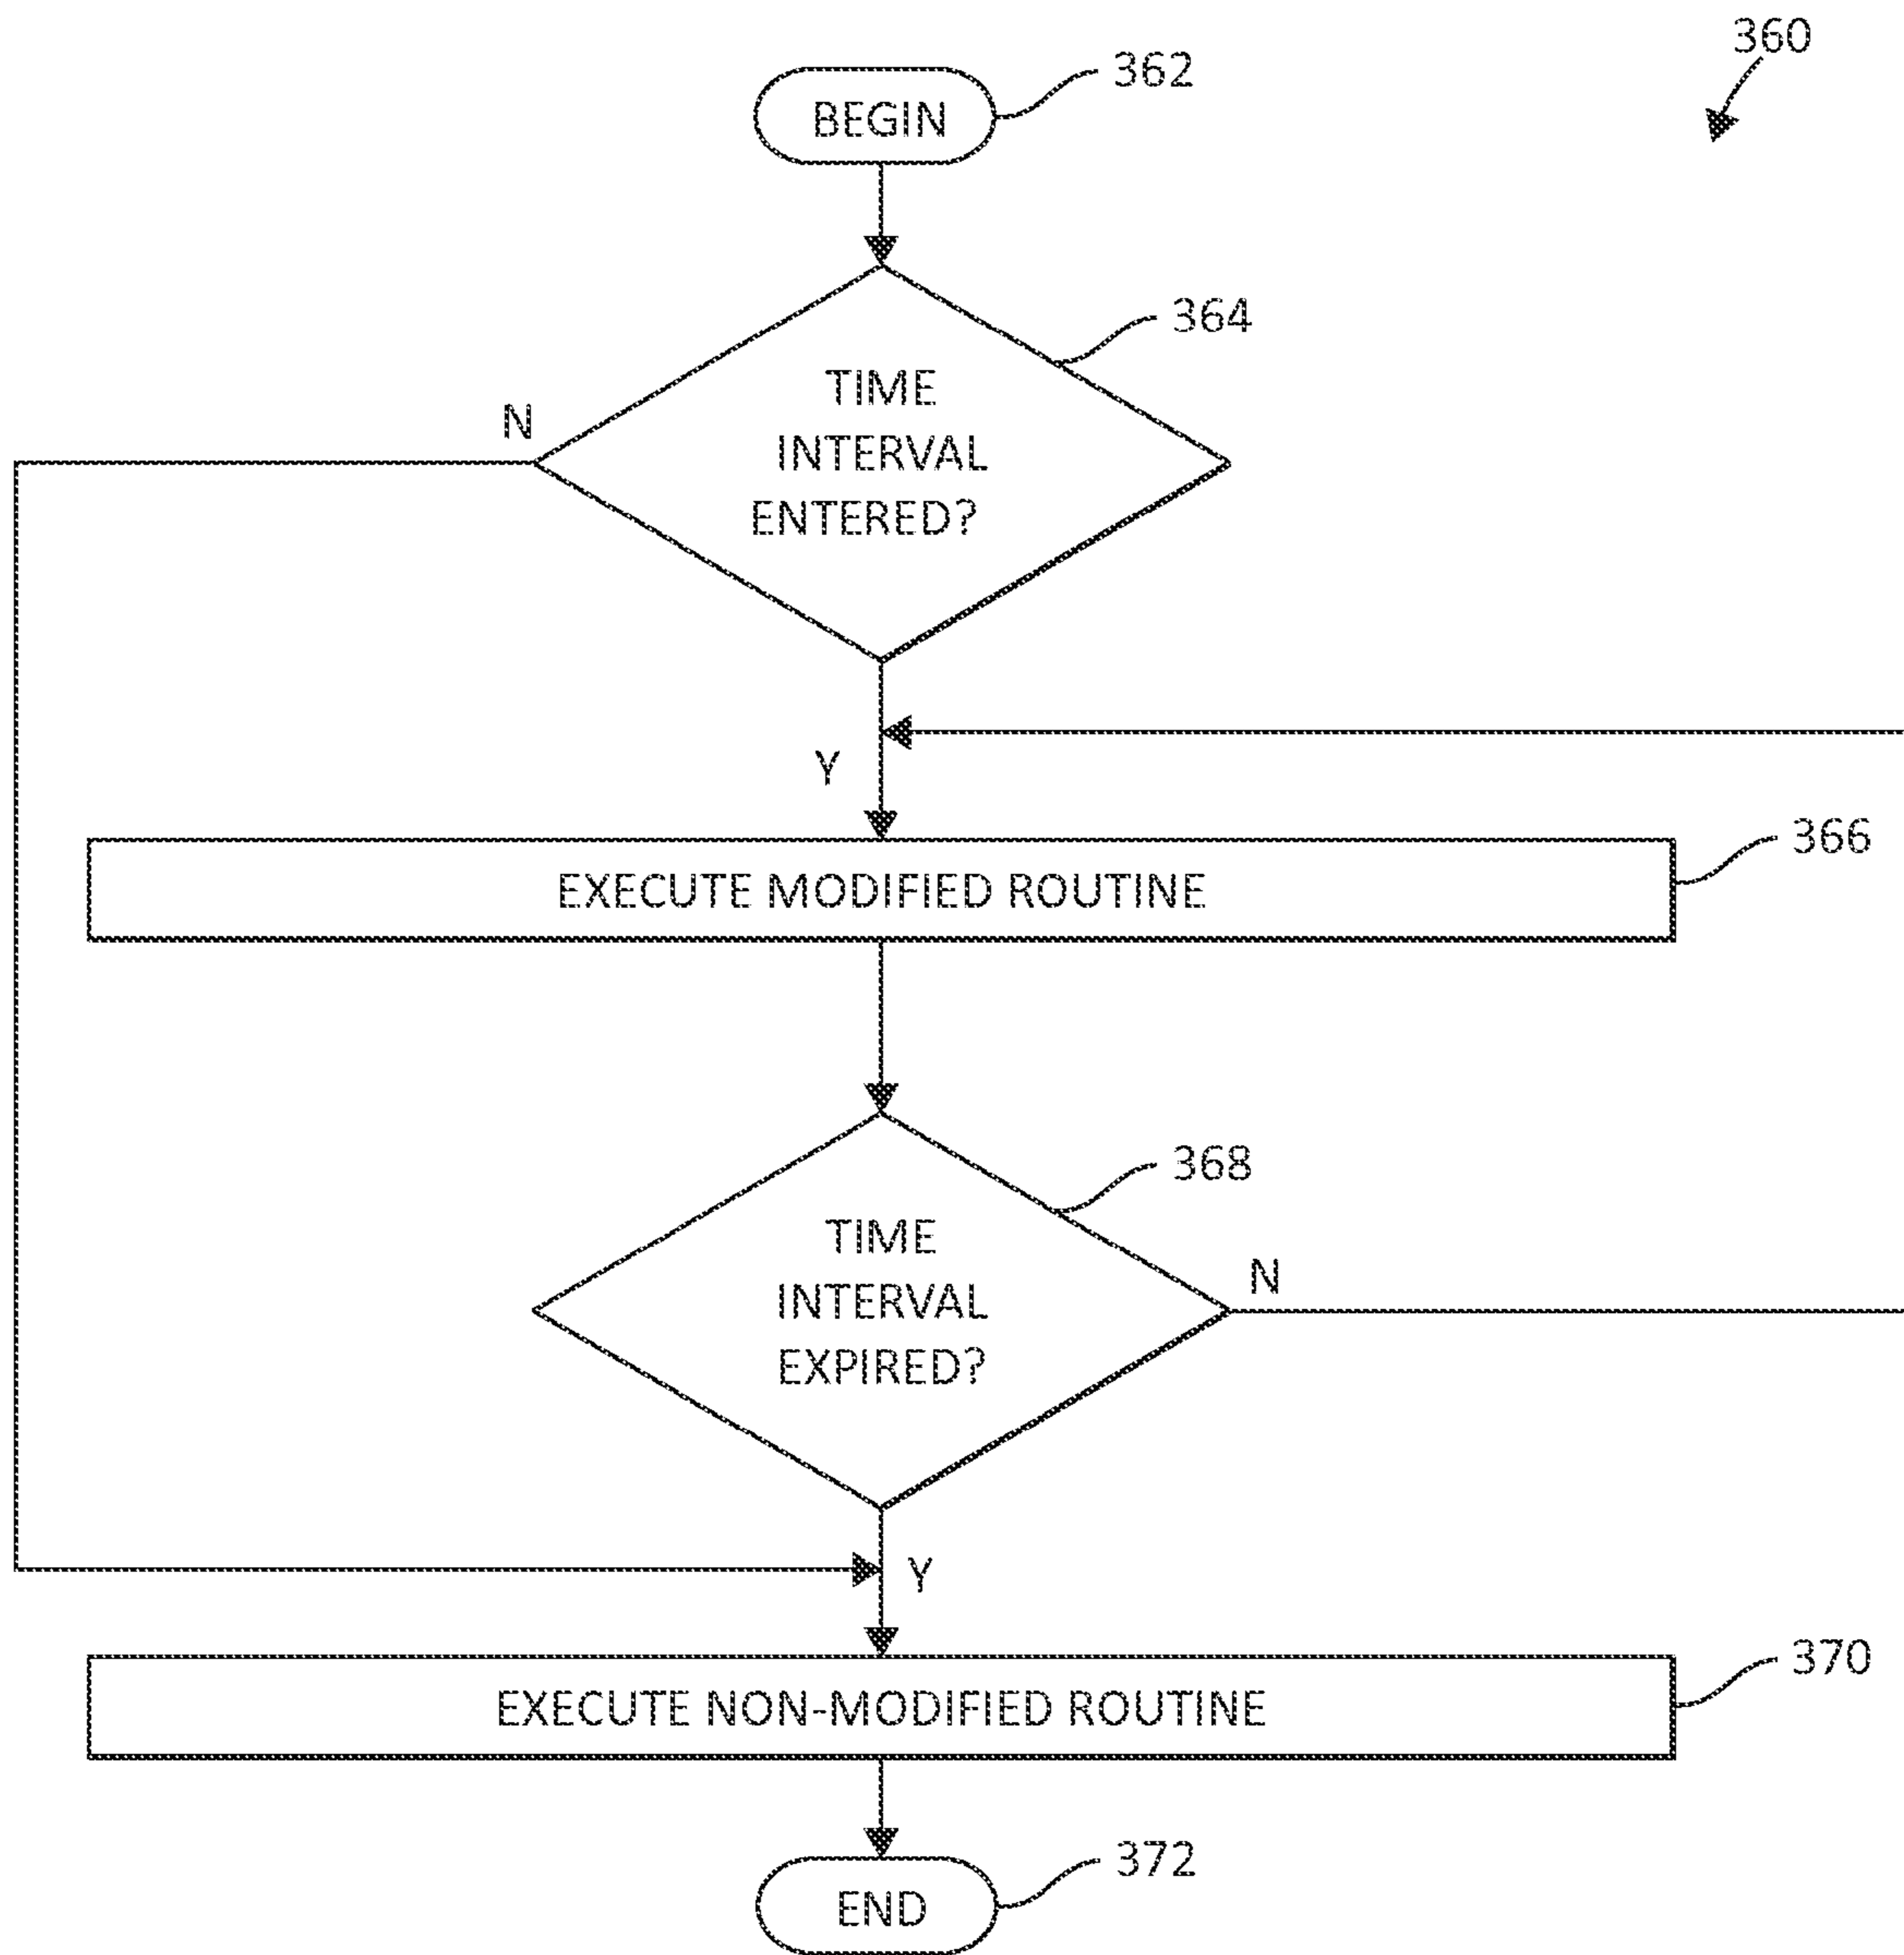 360
BEGIN
362
364
TIME
INTERVAL
ENTERED?
N
Y
EXECUTE MODIFIED ROUTINE
366
368
TIME
INTERVAL
EXPIRED?
N
Y
EXECUTE NON-MODIFIED ROUTINE
370
END
372